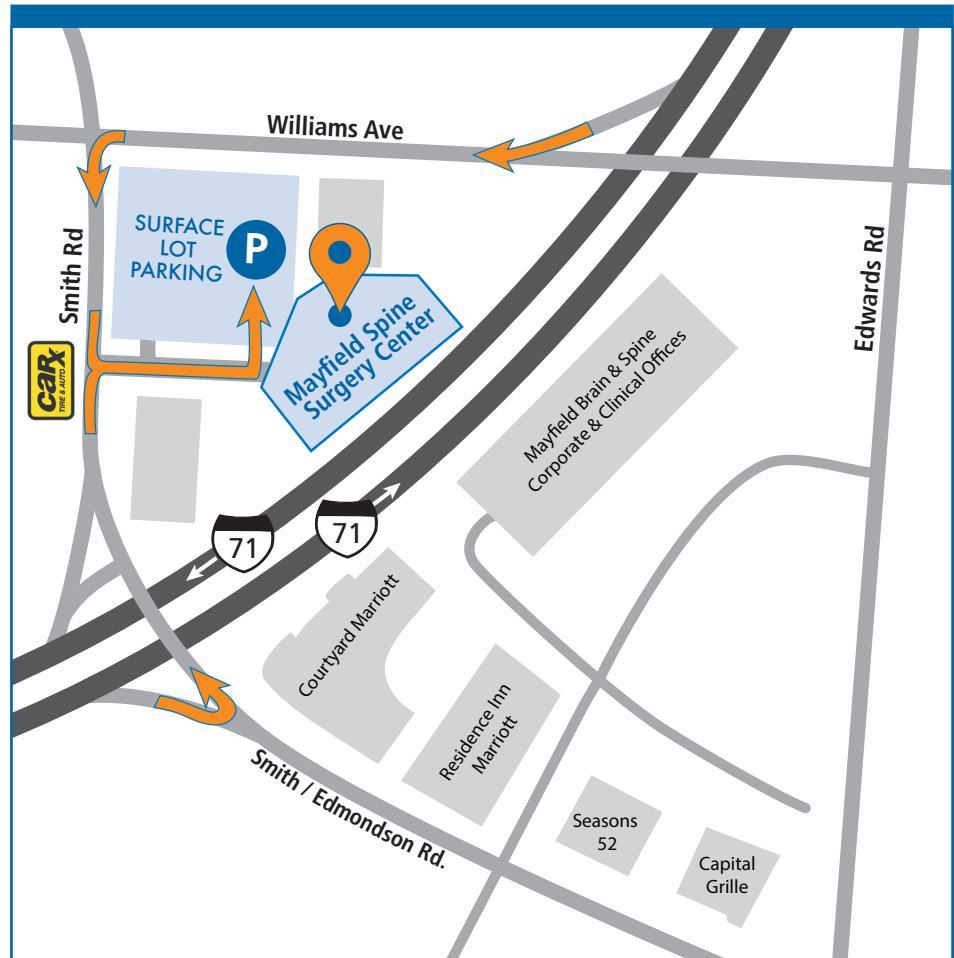 Williams Ave
Smith Rd
SURFACE
LOT
PARKING
P
Mayfield Spine
Surgery Center
Edwards Rd
carX
TIRE & AUTO
Mayfield Brain & Spine
Corporate & Clinical Offices
71
71
Courtyard Marriott
Residence Inn
Marriott
Smith / Edmondson Rd.
Seasons
52
Capital
Grille